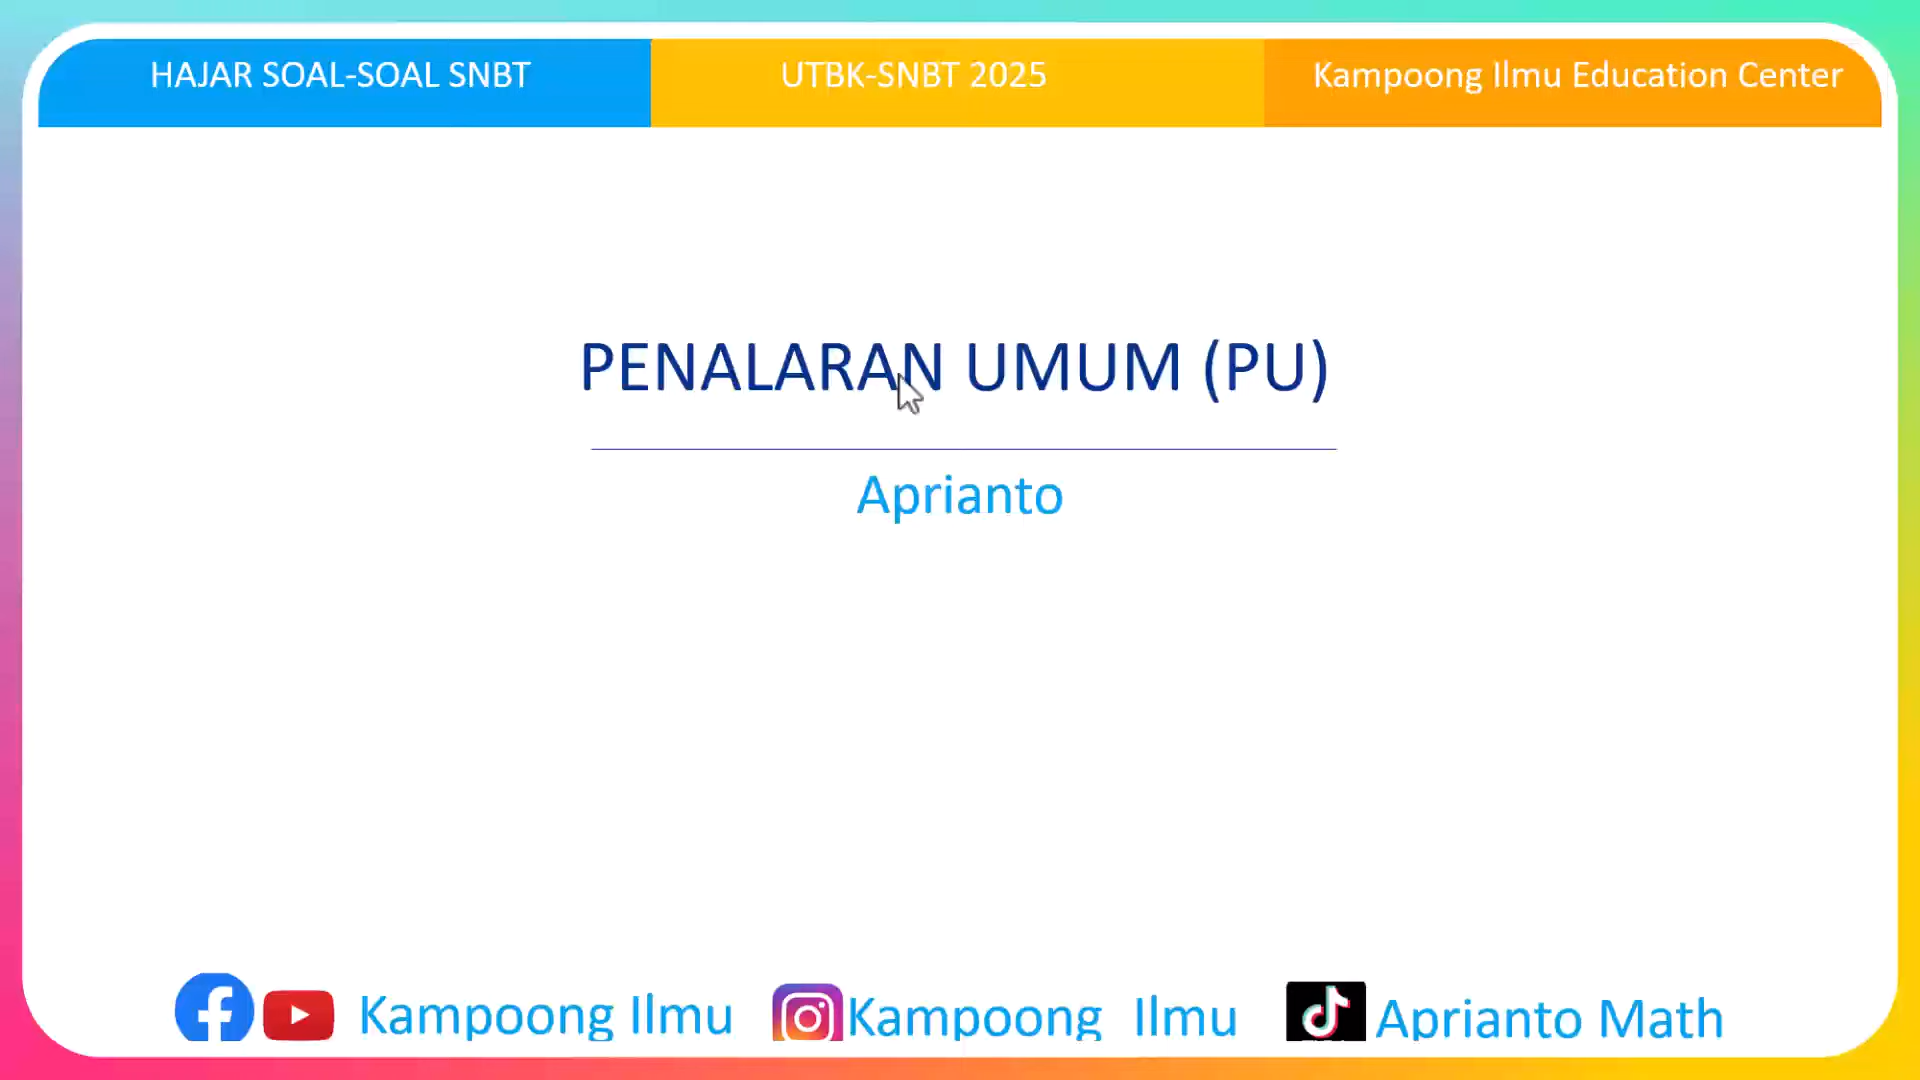 HAJAR SOAL-SOAL SNBT
UTBK-SNBT 2025
Kampoong Ilmu Education Center
PENALARAN UMUM (PU)
Aprianto
Kampoong Ilmu
Kampoong Ilmu
Aprianto Math